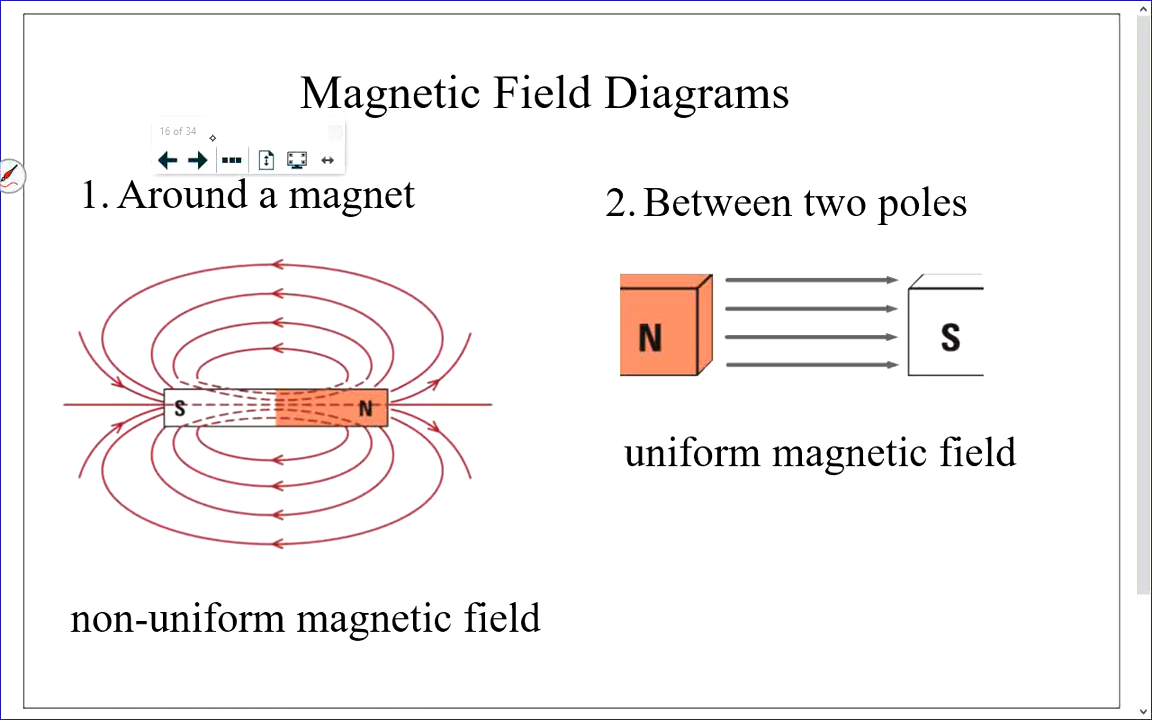 Magnetic Field Diagrams
16 of 34
1. Around a magnet
2. Between two poles
S
N
N
S
uniform magnetic field
non-uniform magnetic field